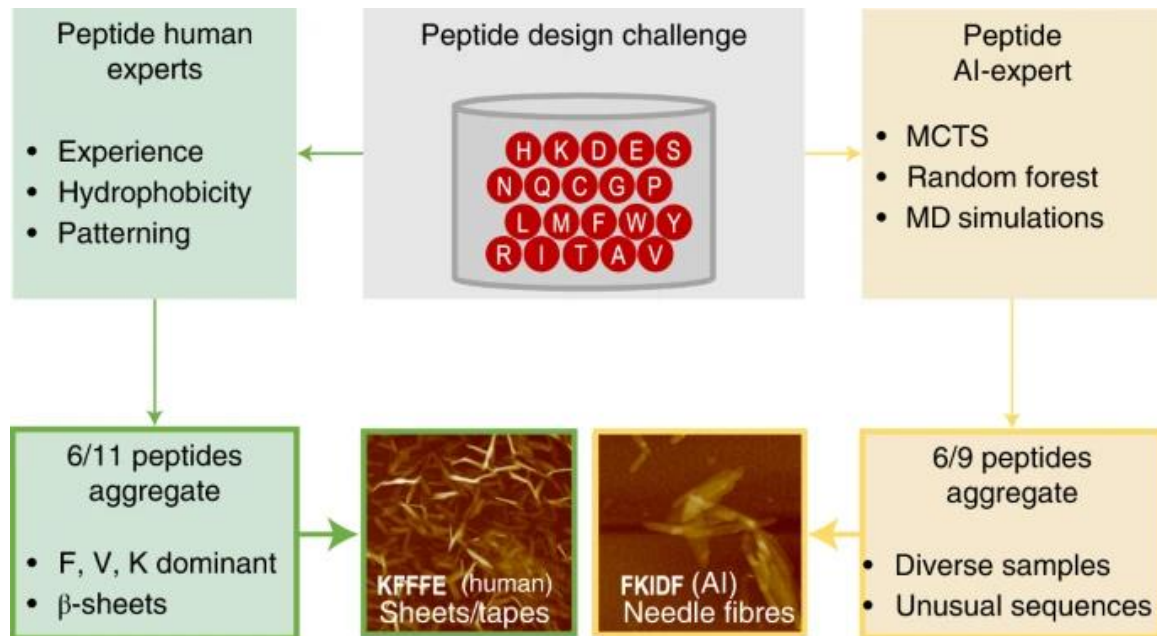 Peptide human
experts
• Experience
• Hydrophobicity
• Patterning
Peptide design challenge
H K D E S
N Q C G P
L M F W Y
R I T A V
Peptide
AI-expert
• MCTS
• Random forest
• MD simulations
6/11 peptides
aggregate
• F, V, K dominant
• β-sheets
KFFFE (human)
Sheets/tapes
FKIDF (AI)
Needle fibres
6/9 peptides
aggregate
• Diverse samples
• Unusual sequences